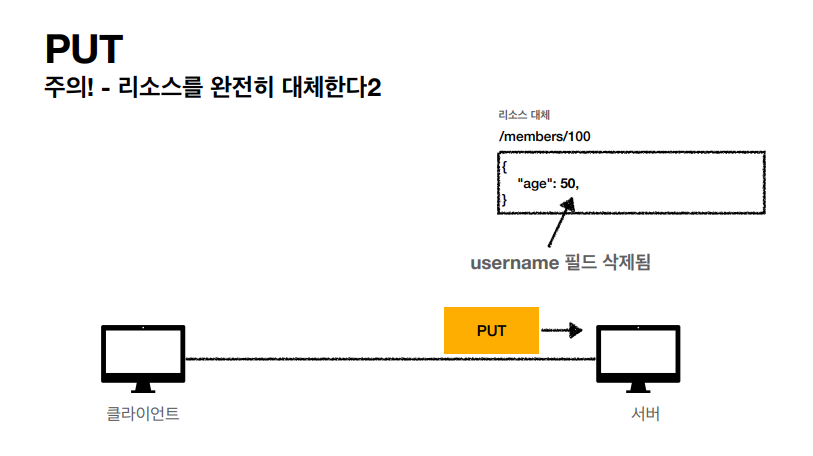 PUT
주의! - 리소스를 완전히 대체한다2
리소스 대체
/members/100
{
"age": 50,
}
username 필드 삭제됨
PUT
클라이언트
서버